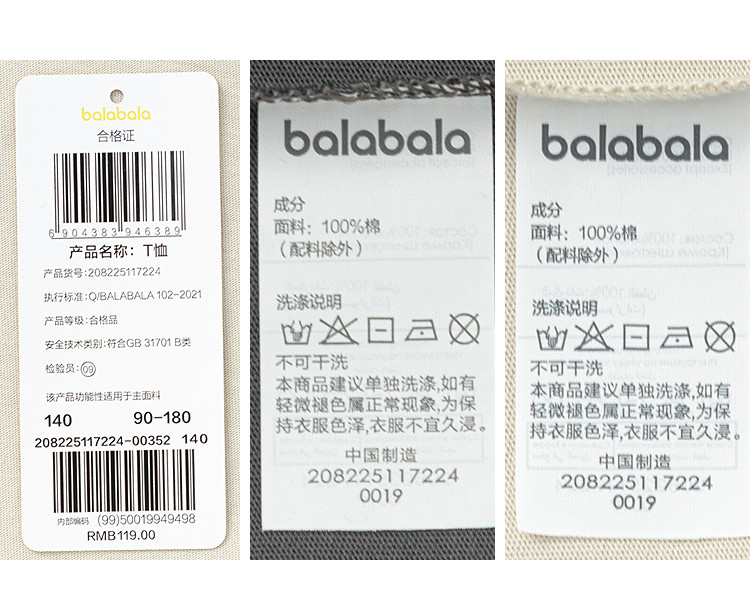 balabala
合格证
6 904383 946389
产品名称：T恤
产品货号:208225117224
执行标准:Q/BALABALA 102-2021
产品等级:合格品
安全技术类别:符合GB 31701 B类
检验员:09
该产品功能性适用于主面料
140 90-180
208225117224-00352 140
内部编码 (99)50019949498
RMB119.00
balabala
成分
面料：100%棉
（配料除外）
洗涤说明
不可干洗
本商品建议单独洗涤,如有
轻微褪色属正常现象,为保
持衣服色泽,衣服不宜久浸。
中国制造
208225117224
0019
balabala
成分
面料：100%棉
（配料除外）
洗涤说明
不可干洗
本商品建议单独洗涤,如有
轻微褪色属正常现象,为保
持衣服色泽,衣服不宜久浸。
中国制造
208225117224
0019